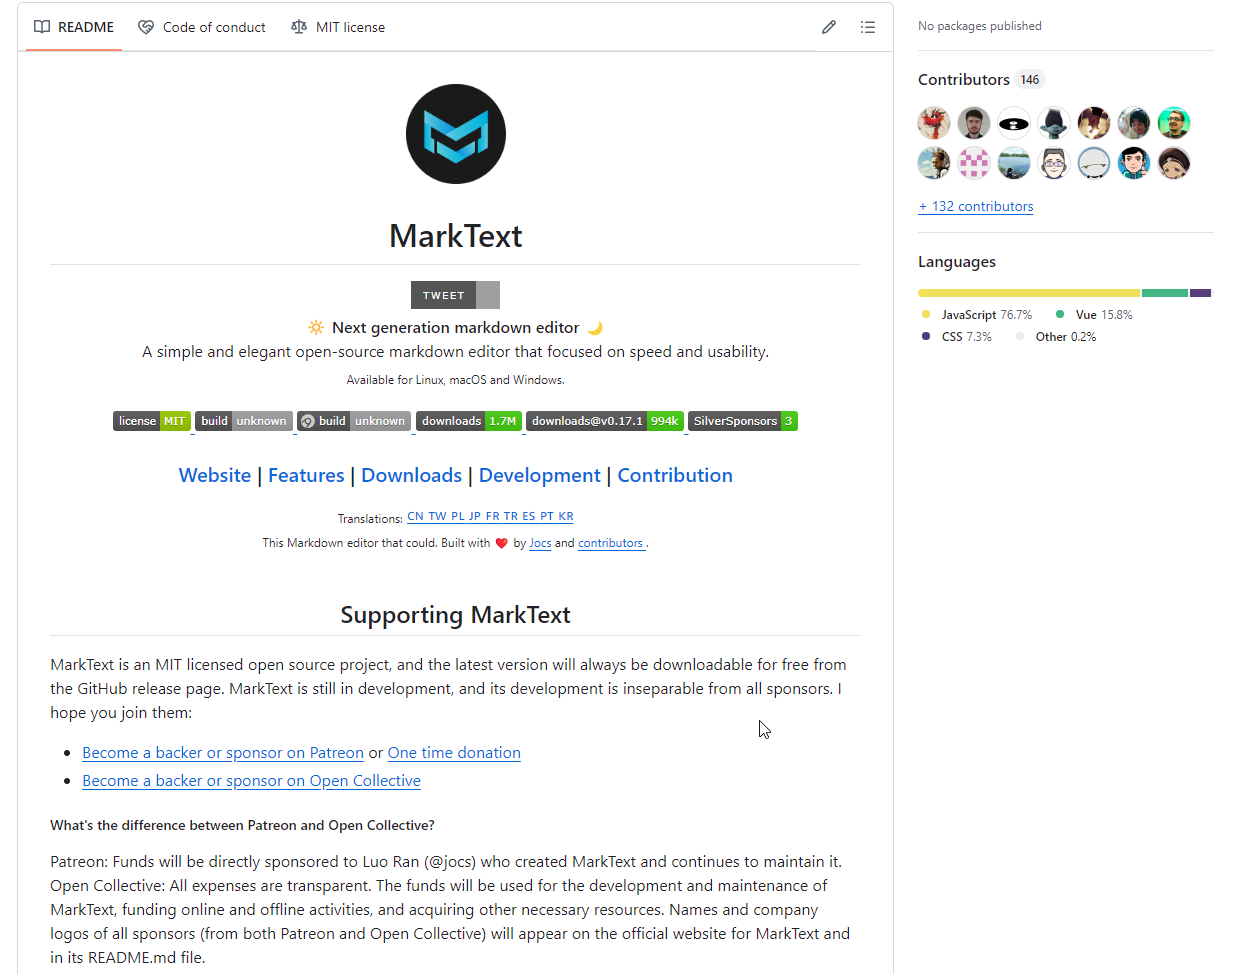 README Code of conduct MIT license
MarkText
TWEET
Next generation markdown editor
A simple and elegant open-source markdown editor that focused on speed and usability.
Available for Linux, macOS and Windows.
license MIT build unknown build unknown downloads 1.7M downloads@v0.17.1 994k SilverSponsors 3
Website | Features | Downloads | Development | Contribution
Translations: CN TW PL JP FR TR ES PT KR
This Markdown editor that could. Built with ❤️ by Jocs and contributors .
Supporting MarkText
MarkText is an MIT licensed open source project, and the latest version will always be downloadable for free from
the GitHub release page. MarkText is still in development, and its development is inseparable from all sponsors. I
hope you join them:
• Become a backer or sponsor on Patreon or One time donation
• Become a backer or sponsor on Open Collective
What's the difference between Patreon and Open Collective?
Patreon: Funds will be directly sponsored to Luo Ran (@jocs) who created MarkText and continues to maintain it.
Open Collective: All expenses are transparent. The funds will be used for the development and maintenance of
MarkText, funding online and offline activities, and acquiring other necessary resources. Names and company
logos of all sponsors (from both Patreon and Open Collective) will appear on the official website for MarkText and
in its README.md file.
No packages published
Contributors 146
+ 132 contributors
Languages
JavaScript 76.7% Vue 15.8%
CSS 7.3% Other 0.2%